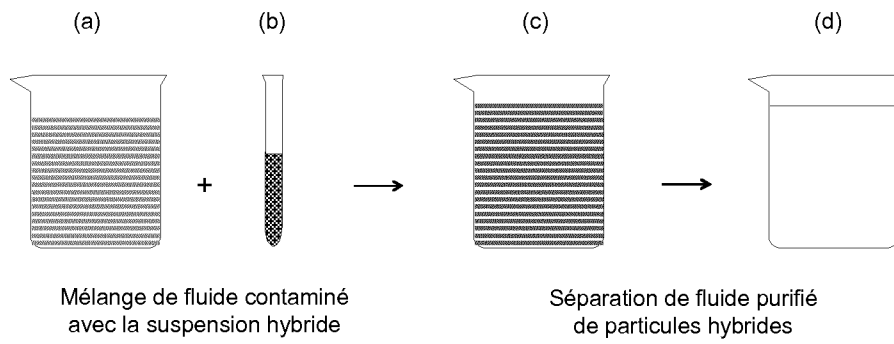 (a) (b) (c) (d)
+
Mélange de fluide contaminé
avec la suspension hybride
Séparation de fluide purifié
de particules hybrides